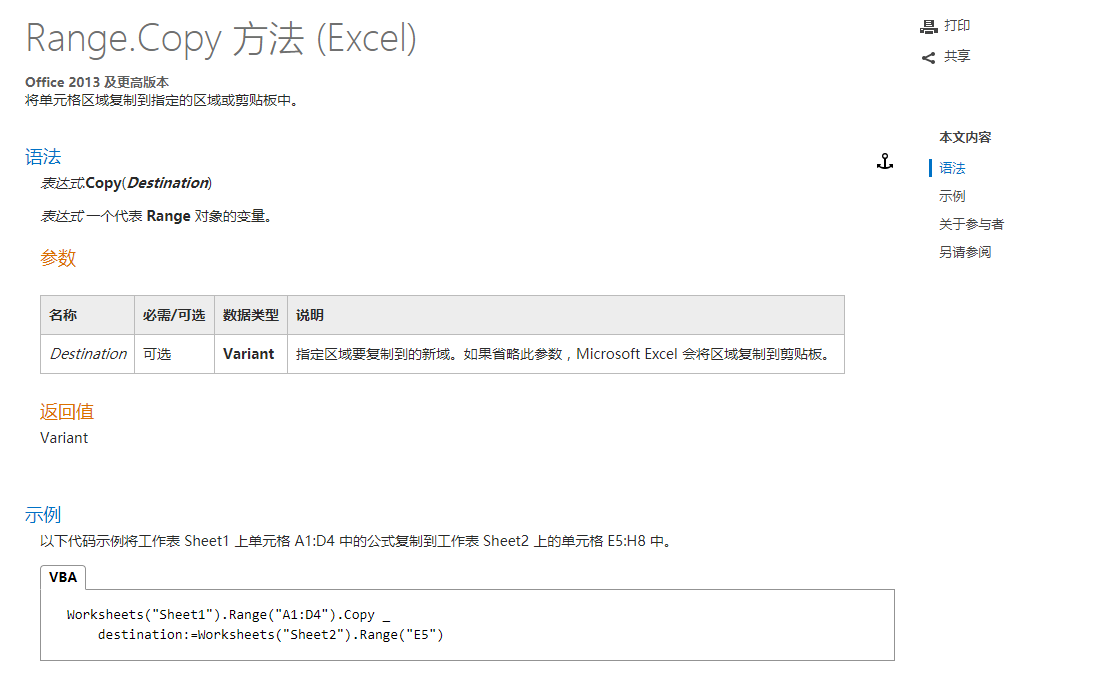 Range.Copy 方法 (Excel)
打印
共享
Office 2013 及更高版本
将单元格区域复制到指定的区域或剪贴板中。
本文内容
语法
示例
关于参与者
另请参阅
语法
表达式.Copy(Destination)
表达式 一个代表 Range 对象的变量。
参数
名称 必需/可选 数据类型 说明
Destination 可选 Variant 指定区域要复制到的新域。如果省略此参数，Microsoft Excel 会将区域复制到剪贴板。
返回值
Variant
示例
以下代码示例将工作表 Sheet1 上单元格 A1:D4 中的公式复制到工作表 Sheet2 上的单元格 E5:H8 中。
VBA
Worksheets("Sheet1").Range("A1:D4").Copy _
destination:=Worksheets("Sheet2").Range("E5")